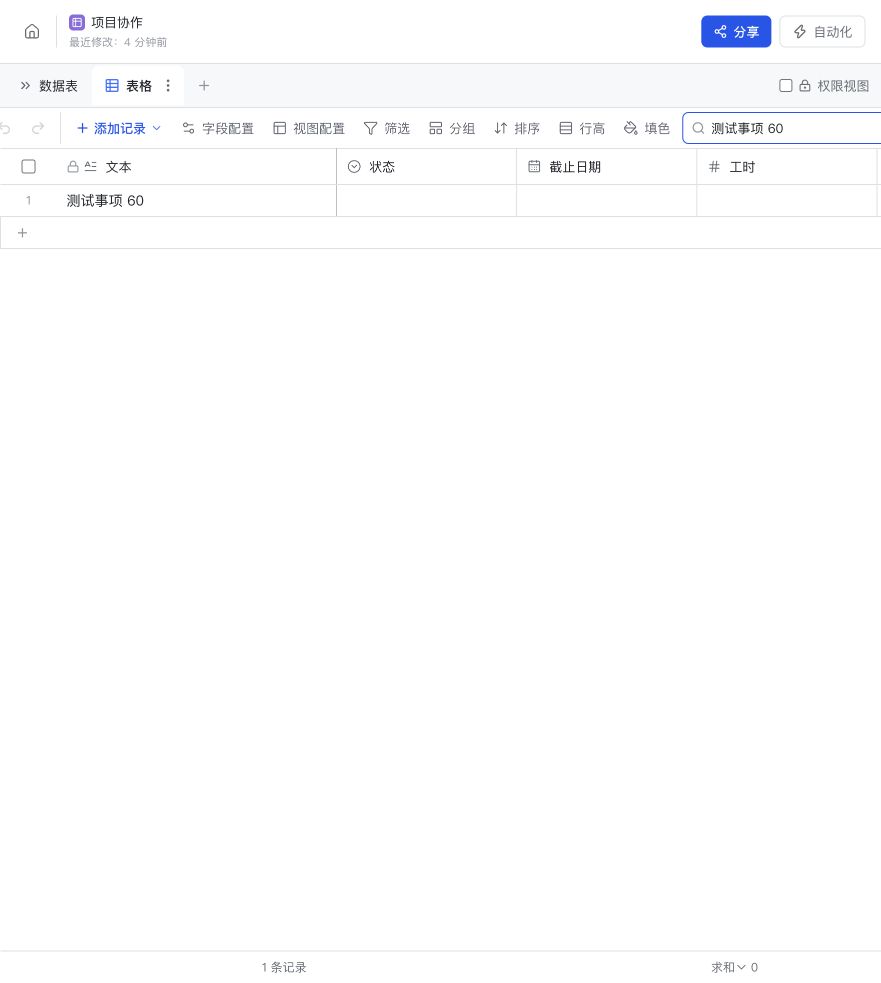 项目协作
最近修改：4 分钟前
分享
自动化
数据表
表格
权限视图
添加记录
字段配置
视图配置
筛选
分组
排序
行高
填色
测试事项 60
文本
状态
截止日期
工时
1 测试事项 60
1 条记录
求和 0